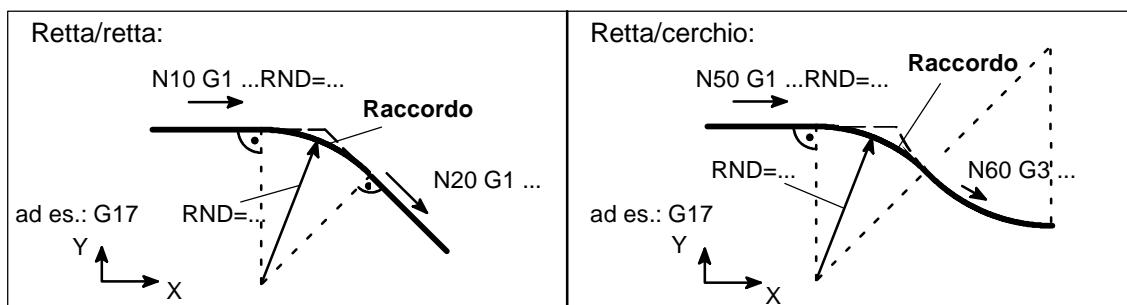 Retta/retta:
N10 G1 ...RND=...
Raccordo
N20 G1 ...
RND=...
ad es.: G17
Y
X
Retta/cerchio:
N50 G1 ...RND=...
Raccordo
N60 G3 ...
RND=...
ad es.: G17
Y
X